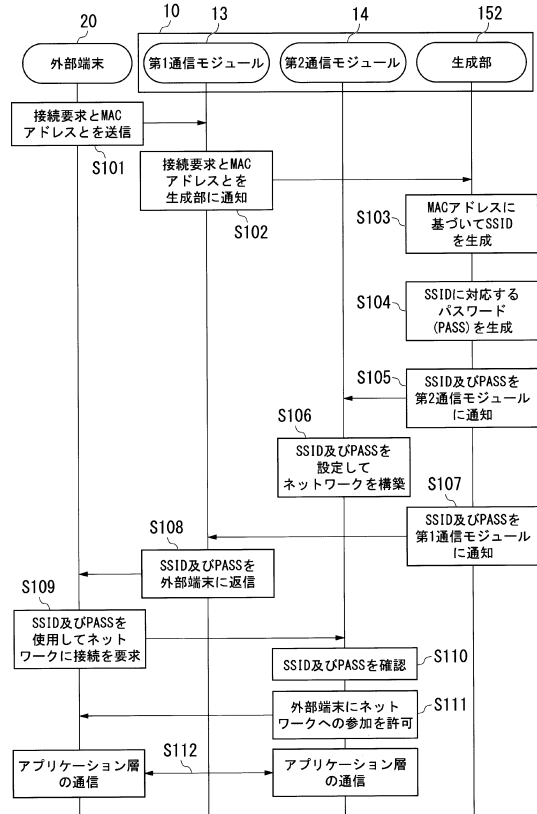 20
10
13
14
152
外部端末
第1通信モジュール
第2通信モジュール
生成部
接続要求とMAC
アドレスとを送信
S101
接続要求とMAC
アドレスとを
生成部に通知
S102
MACアドレスに
基づいてSSID
を生成
S103
SSIDに対応する
パスワード
(PASS)を生成
S104
S105
SSID及びPASSを
第2通信モジュール
に通知
S106
SSID及びPASSを
設定して
ネットワークを構築
S107
SSID及びPASSを
第1通信モジュール
に通知
S108
SSID及びPASSを
外部端末に返信
S109
SSID及びPASSを
使用してネット
ワークに接続を要求
SSID及びPASSを確認
S110
外部端末にネット
ワークへの参加を許可
S111
アプリケーション層
の通信
S112
アプリケーション層
の通信